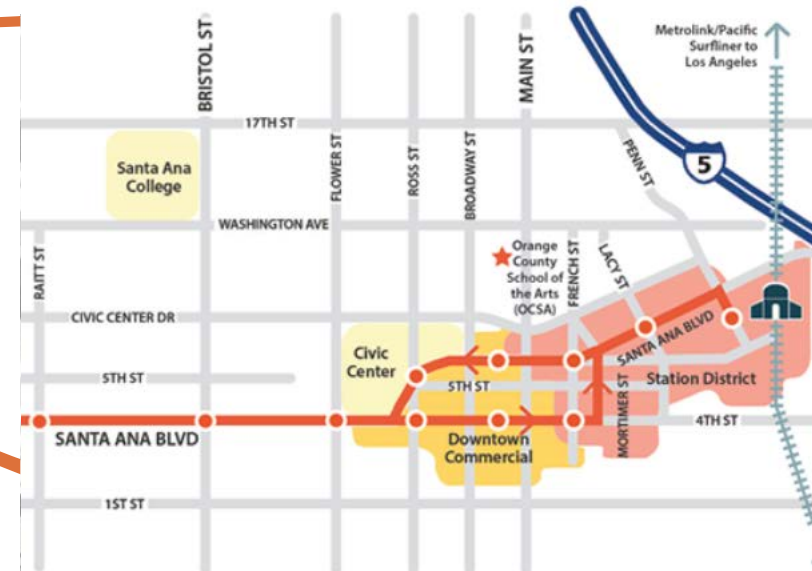 BRISTOL ST
MAIN ST
Metrolink/Pacific
Surfliner to
Los Angeles
17TH ST
5
Santa Ana
College
FLOWER ST
ROSS ST
BROADWAY ST
PENN ST
WASHINGTON AVE
RAITT ST
Orange
County
School of
the Arts
(OCSA)
FRENCH ST
LACY ST
CIVIC CENTER DR
SANTA ANA BLVD
Civic
Center
5TH ST
5TH ST
Station District
MORTIMER ST
4TH ST
SANTA ANA BLVD
Downtown
Commercial
1ST ST